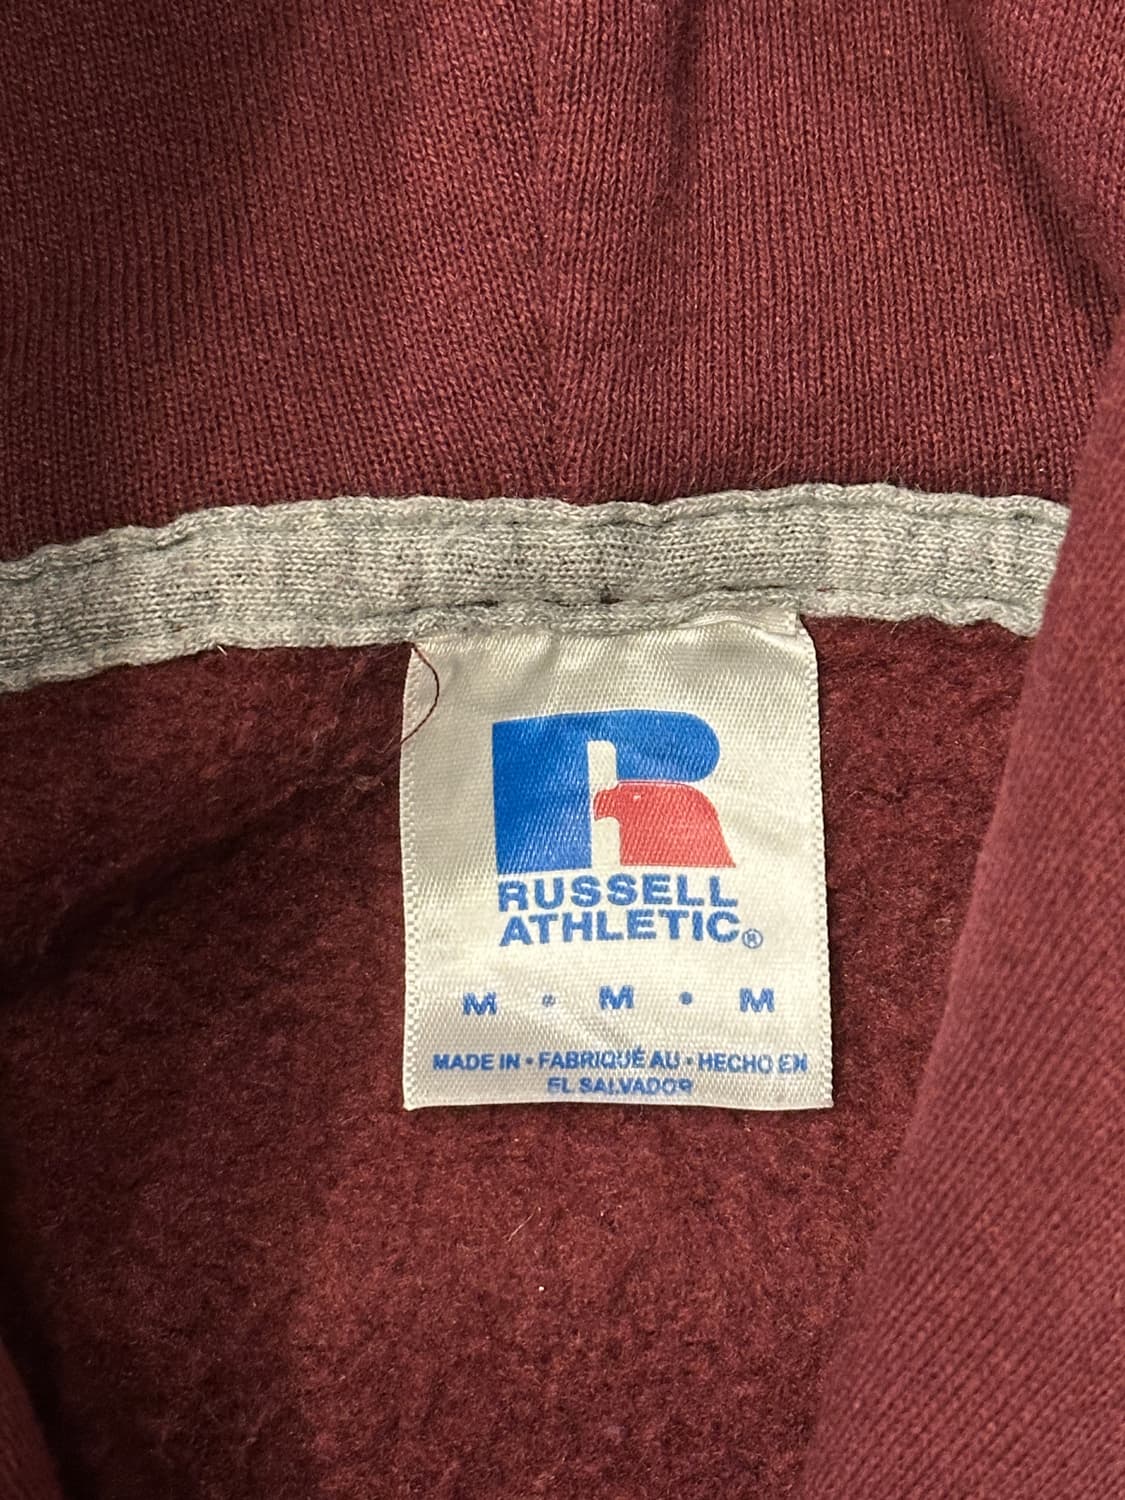 RUSSELL
ATHLETIC®
M • M • M
MADE IN • FABRIQUÉ AU • HECHO EN
EL SALVADOR